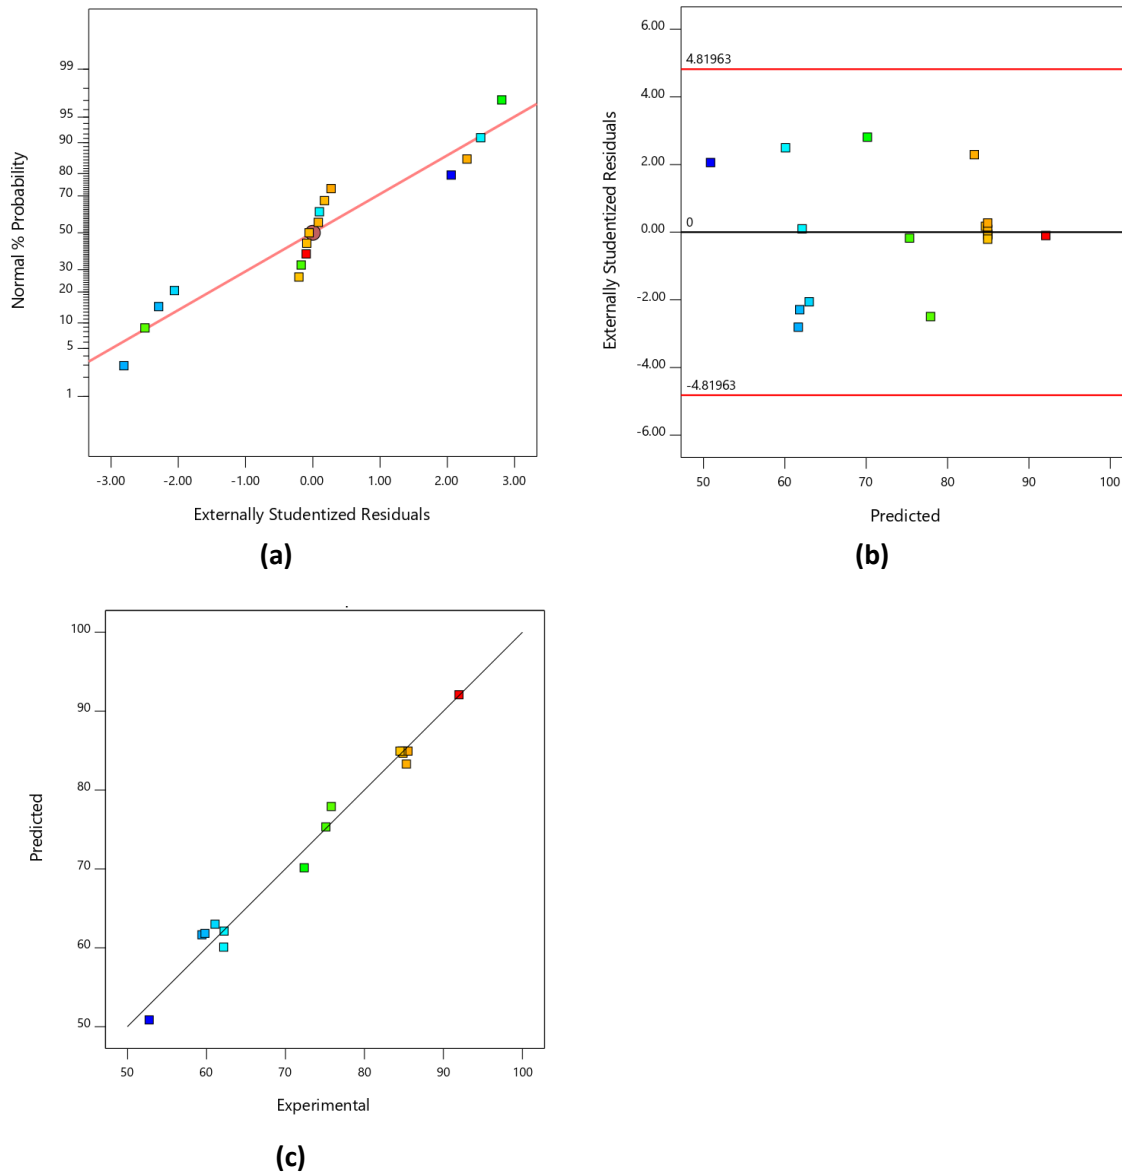 99
95
90
80
70
50
30
20
10
5
1
Normal % Probability
-3.00 -2.00 -1.00 0.00 1.00 2.00 3.00
Externally Studentized Residuals
(a)
6.00
4.00
2.00
0.00
-2.00
-4.00
-6.00
Externally Studentized Residuals
4.81963
0
-4.81963
50 60 70 80 90 100
Predicted
(b)
100
90
80
70
60
50
Predicted
50 60 70 80 90 100
Experimental
(c)